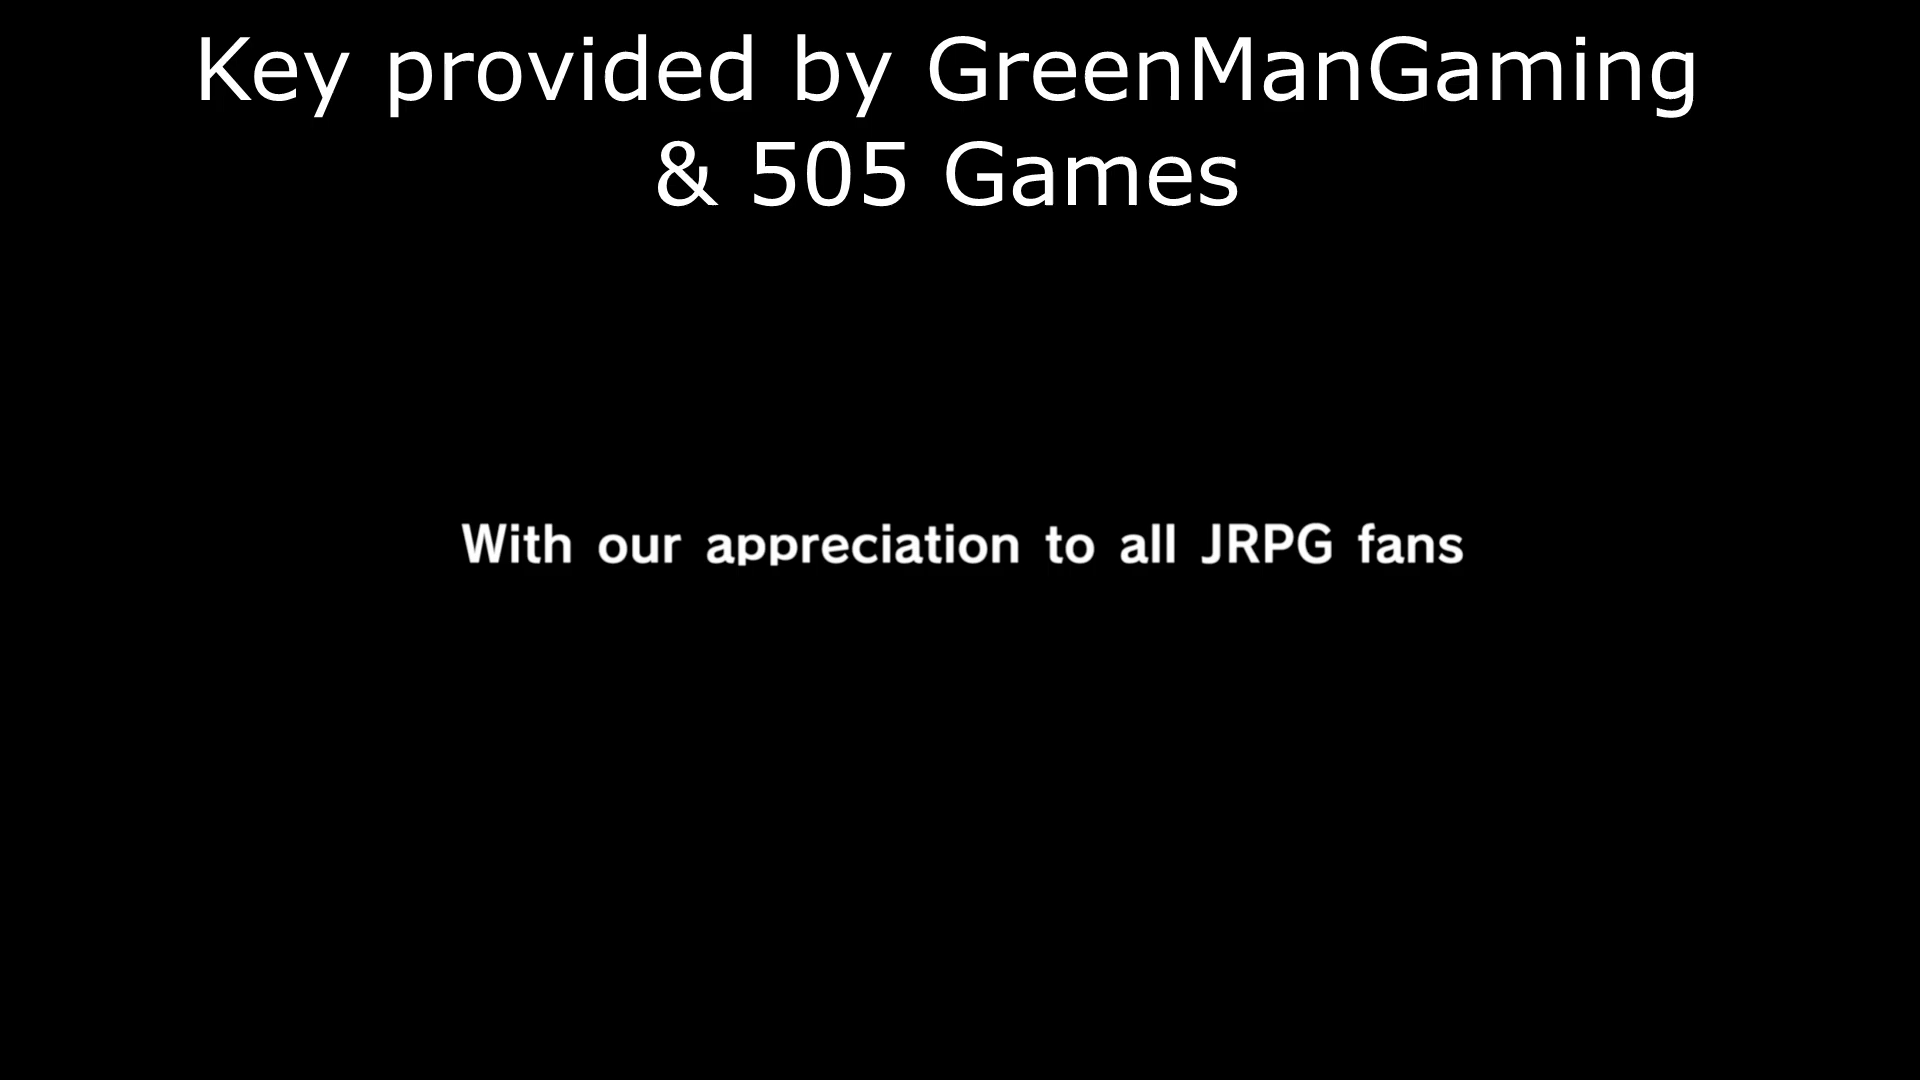 Key provided by GreenManGaming
& 505 Games
With our appreciation to all JRPG fans